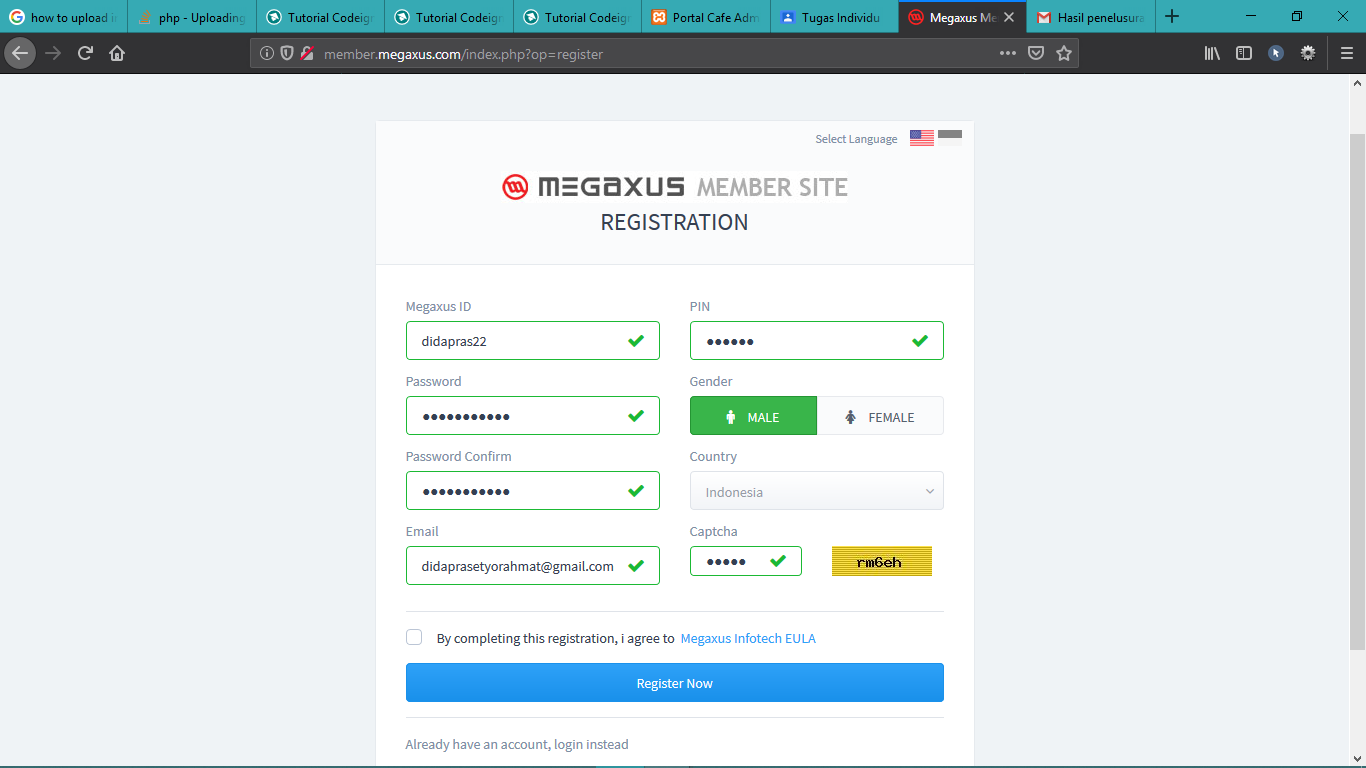 how to upload i
php - Uploading
Tutorial Codeign
Tutorial Codeign
Tutorial Codeign
Portal Cafe Adm
Tugas Individu
Megaxus Me
Hasil penelusura
member.megaxus.com/index.php?op=register
Select Language
MEGAXUS MEMBER SITE
REGISTRATION
Megaxus ID
PIN
didapras22
••••••
Password
Gender
•••••••••••
MALE
FEMALE
Password Confirm
Country
•••••••••••
Indonesia
Email
Captcha
didaprasetyorahmat@gmail.com
•••••
rm6eh
By completing this registration, i agree to Megaxus Infotech EULA
Register Now
Already have an account, login instead